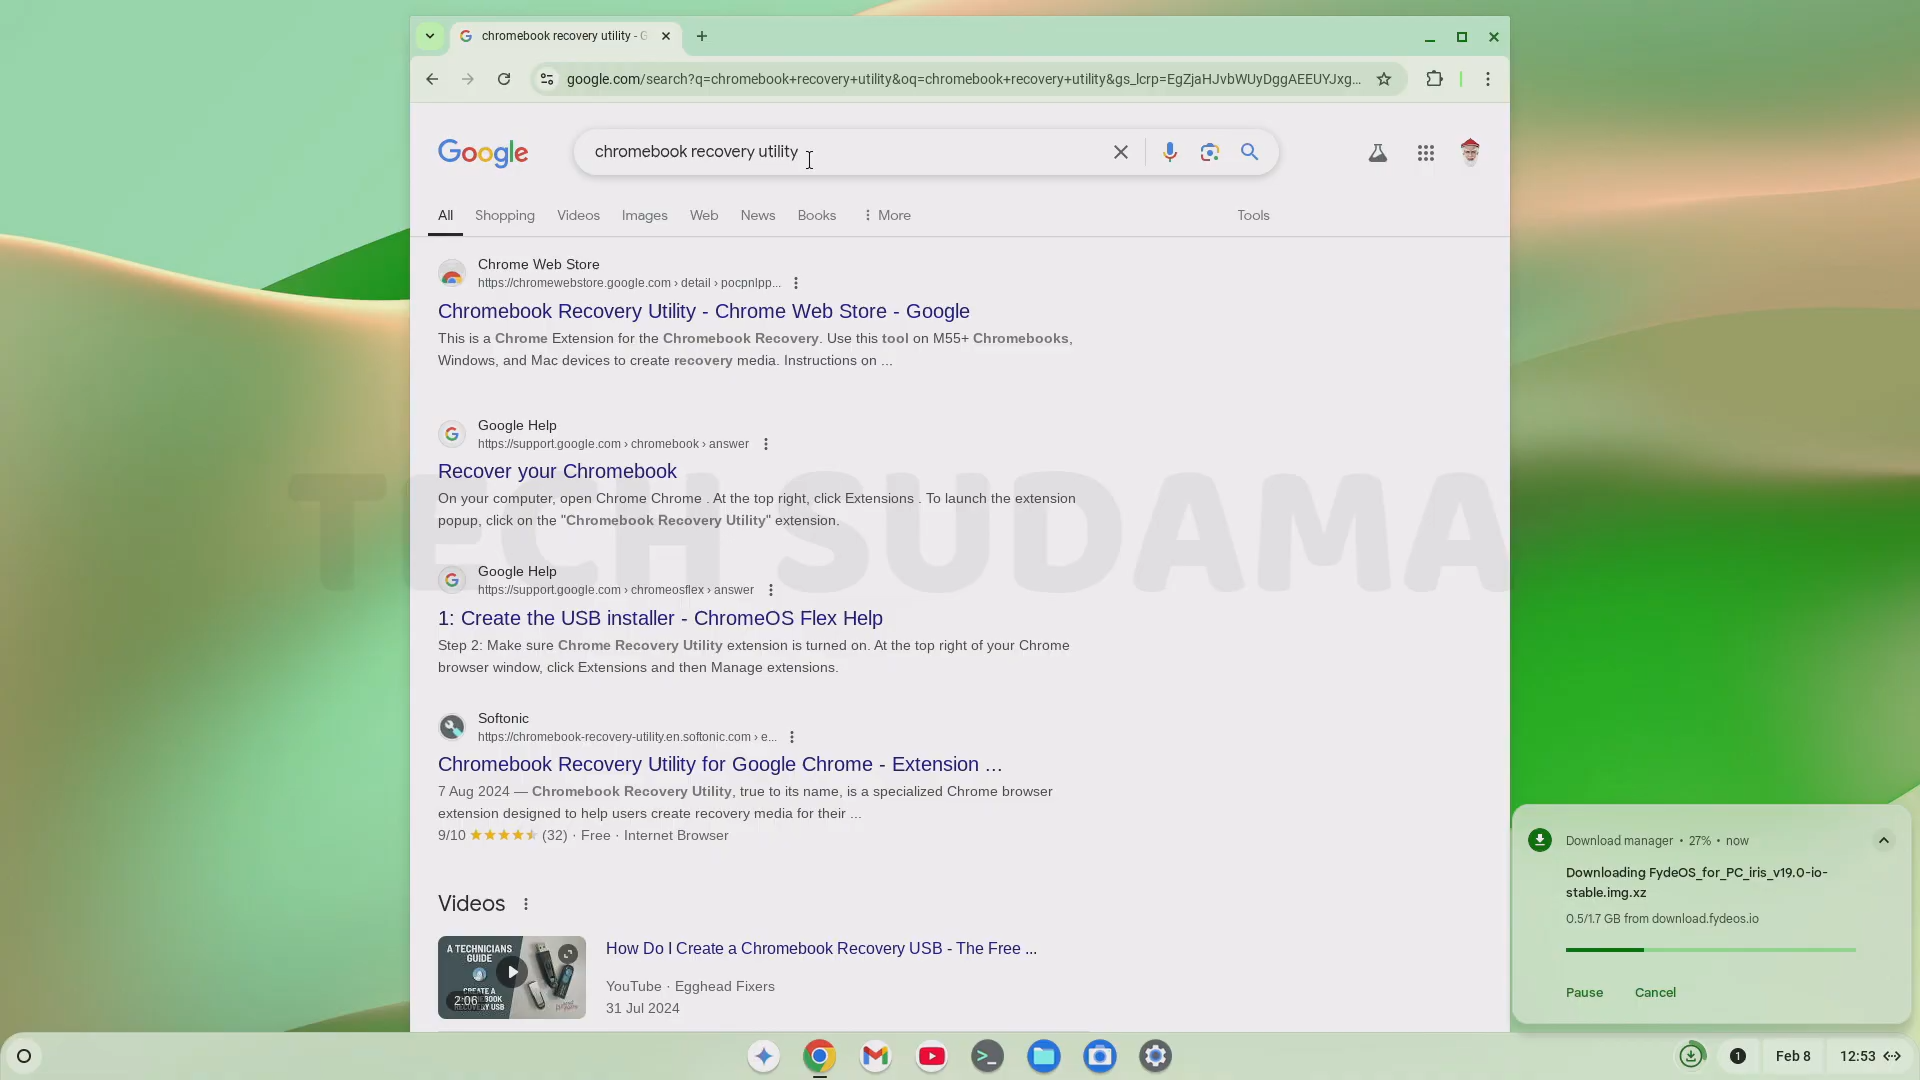 chromebook recovery utility - G
google.com/search?q=chromebook+recovery+utility&oq=chromebook+recovery+utility&gs_lcrp=EgZjaHJvbWUyDggAEEUYJxg...
Google
chromebook recovery utility
All Shopping Videos Images Web News Books More Tools
Chrome Web Store
https://chromewebstore.google.com › detail › pocpnlpp...
Chromebook Recovery Utility - Chrome Web Store - Google
This is a Chrome Extension for the Chromebook Recovery. Use this tool on M55+ Chromebooks,
Windows, and Mac devices to create recovery media. Instructions on ...
Google Help
https://support.google.com › chromebook › answer
Recover your Chromebook
On your computer, open Chrome Chrome . At the top right, click Extensions . To launch the extension
popup, click on the "Chromebook Recovery Utility" extension.
TECH SUDAMA
Google Help
https://support.google.com › chromeosflex › answer
1: Create the USB installer - ChromeOS Flex Help
Step 2: Make sure Chrome Recovery Utility extension is turned on. At the top right of your Chrome
browser window, click Extensions and then Manage extensions.
Softonic
https://chromebook-recovery-utility.en.softonic.com › e...
Chromebook Recovery Utility for Google Chrome - Extension ...
7 Aug 2024 — Chromebook Recovery Utility, true to its name, is a specialized Chrome browser
extension designed to help users create recovery media for their ...
9/10 (32) · Free · Internet Browser
Videos
A TECHNICIANS
GUIDE
CREATE A
BOOK
RECOVERY USB
2:06
How Do I Create a Chromebook Recovery USB - The Free ...
YouTube · Egghead Fixers
31 Jul 2024
Download manager • 27% • now
Downloading FydeOS_for_PC_iris_v19.0-io-
stable.img.xz
0.5/1.7 GB from download.fydeos.io
Pause Cancel
1
Feb 8
12:53